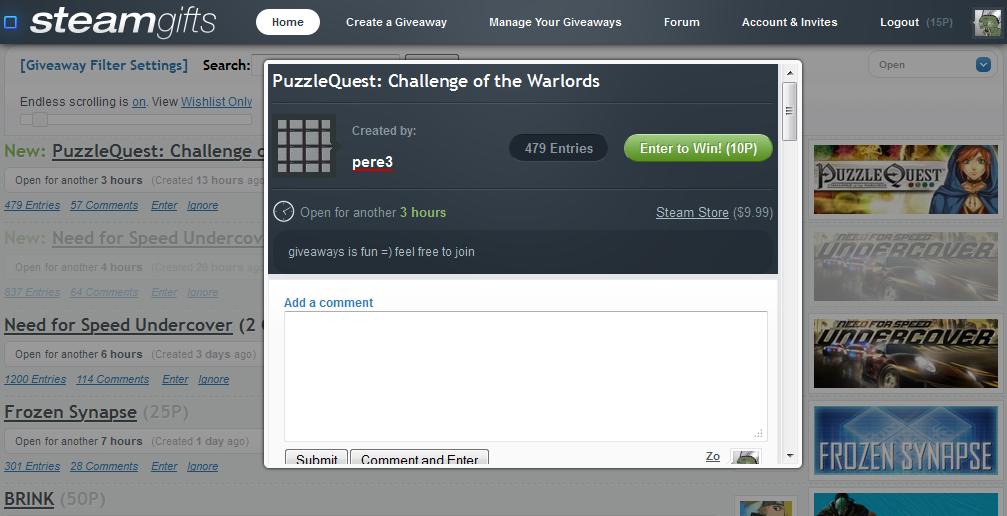 steamgifts Home Create a Giveaway Manage Your Giveaways Forum Account & Invites Logout (15P)
[Giveaway Filter Settings] Search: Open
Endless scrolling is on. View Wishlist Only
New: PuzzleQuest: Challenge o
Open for another 3 hours (Created 13 hours ago
479 Entries 57 Comments Enter Ignore
New: Need for Speed Undercov
Open for another 4 hours (Created 26 hours ago
837 Entries 64 Comments Enter Ignore
Need for Speed Undercover (2
Open for another 6 hours (Created 3 days ago)
1200 Entries 114 Comments Enter Ignore
Frozen Synapse (25P)
Open for another 7 hours (Created 1 day ago)
301 Entries 28 Comments Enter Ignore
BRINK (50P)
PuzzleQuest: Challenge of the Warlords
Created by:
pere3
479 Entries Enter to Win! (10P)
Open for another 3 hours Steam Store ($9.99)
giveaways is fun =) feel free to join
Add a comment
Submit Comment and Enter Zo
PUZZLE QUEST
NEED FOR SPEED
UNDERCOVER
NEED FOR SPEED
UNDERCOVER
FROZEN SYNAPSE